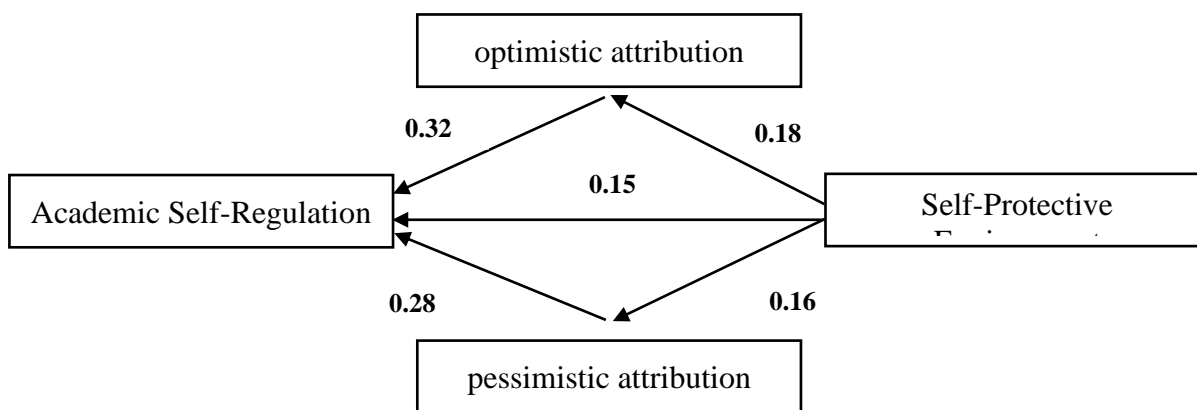 optimistic attribution
0.32
0.18
0.15
Academic Self-Regulation
Self-Protective
0.28
0.16
pessimistic attribution